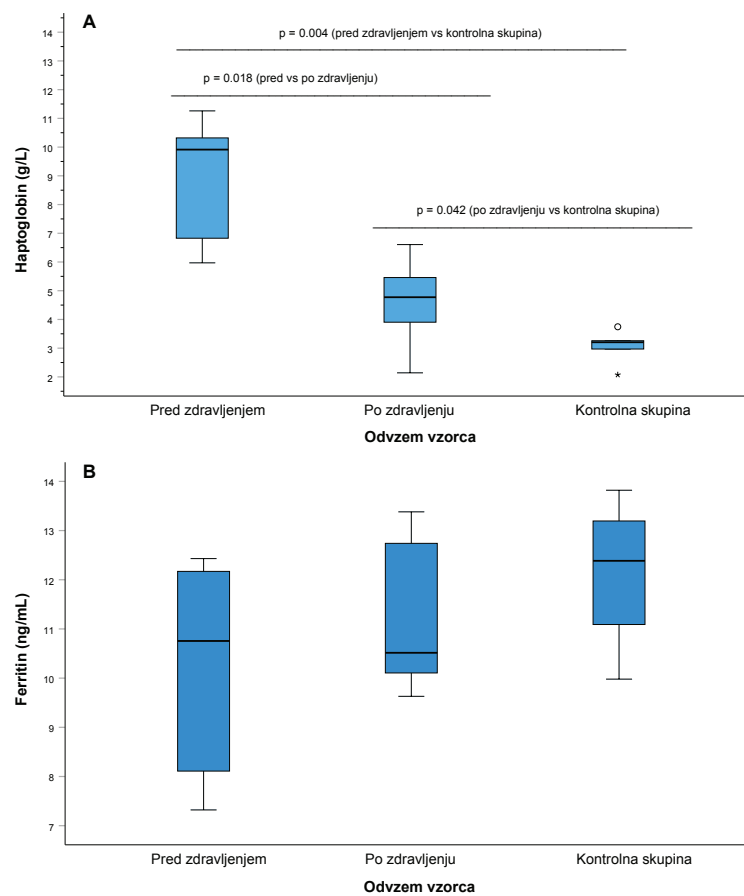 A
p = 0.004 (pred zdravljenjem vs kontrolna skupina)
p = 0.018 (pred vs po zdravljenju)
p = 0.042 (po zdravljenju vs kontrolna skupina)
Haptoglobin (g/L)
14
13
12
11
10
9
8
7
6
5
4
3
2
Pred zdravljenjem Po zdravljenju Kontrolna skupina
Odvzem vzorca
B
Ferritin (ng/mL)
14
13
12
11
10
9
8
7
Pred zdravljenjem Po zdravljenju Kontrolna skupina
Odvzem vzorca